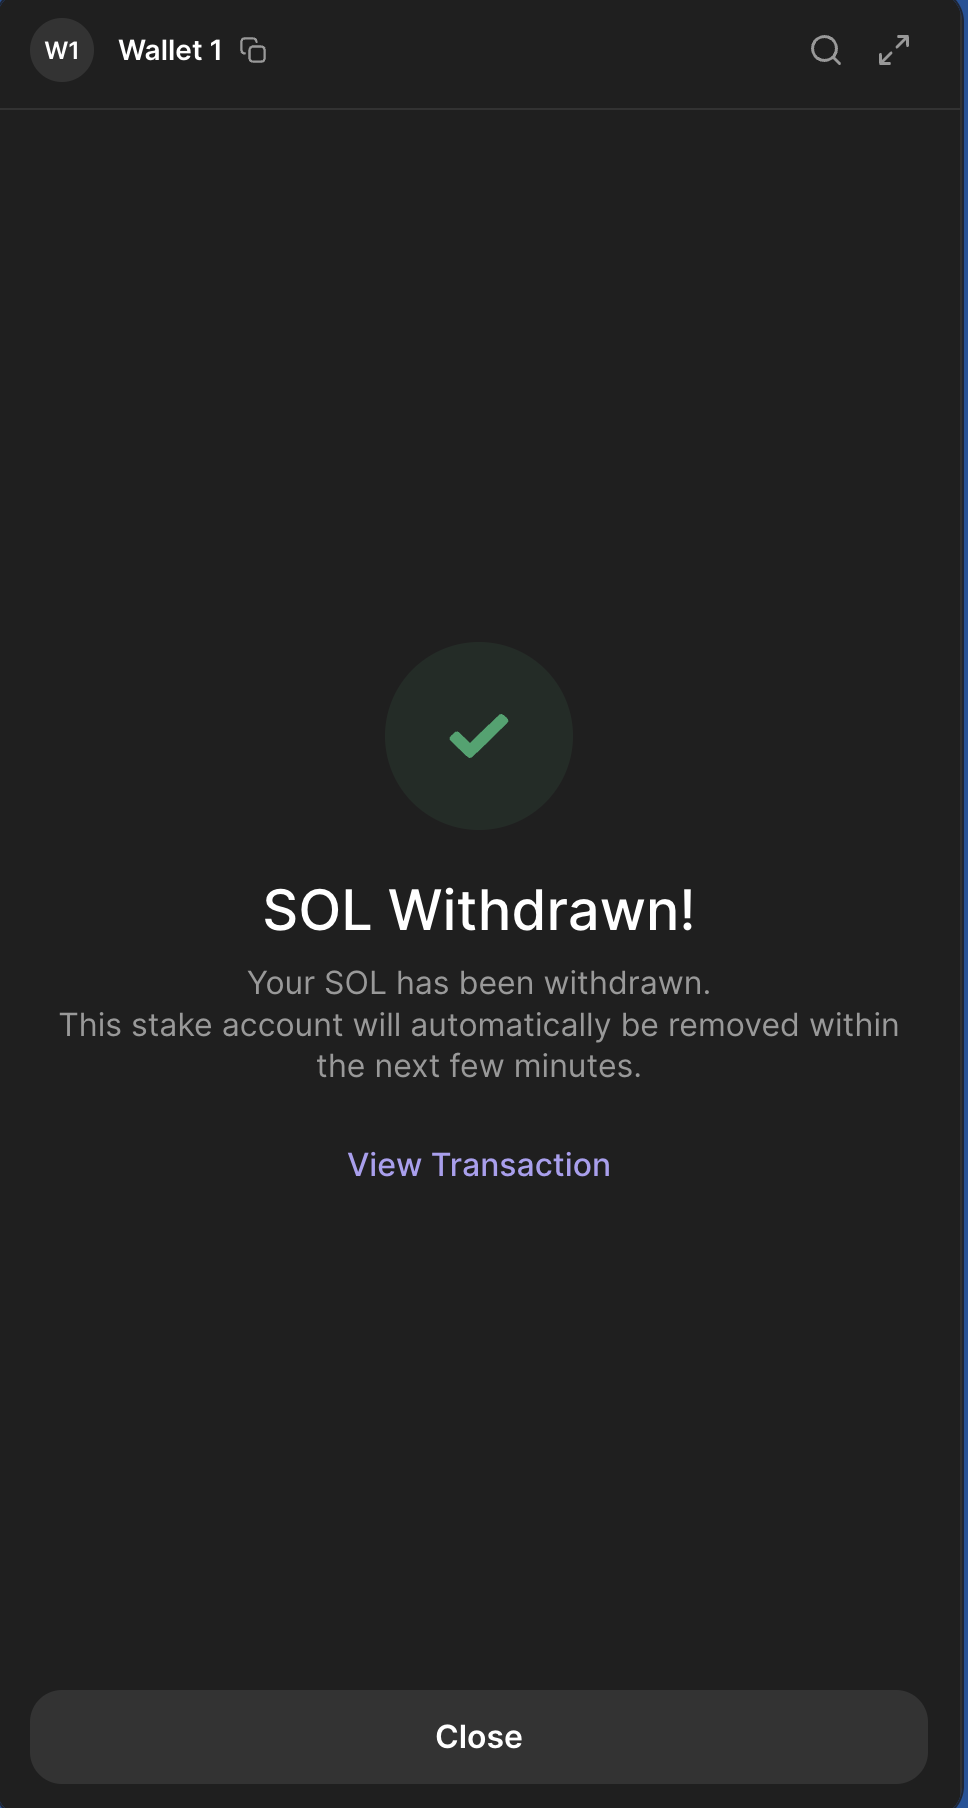 W1 Wallet 1
SOL Withdrawn!
Your SOL has been withdrawn.
This stake account will automatically be removed within
the next few minutes.
View Transaction
Close